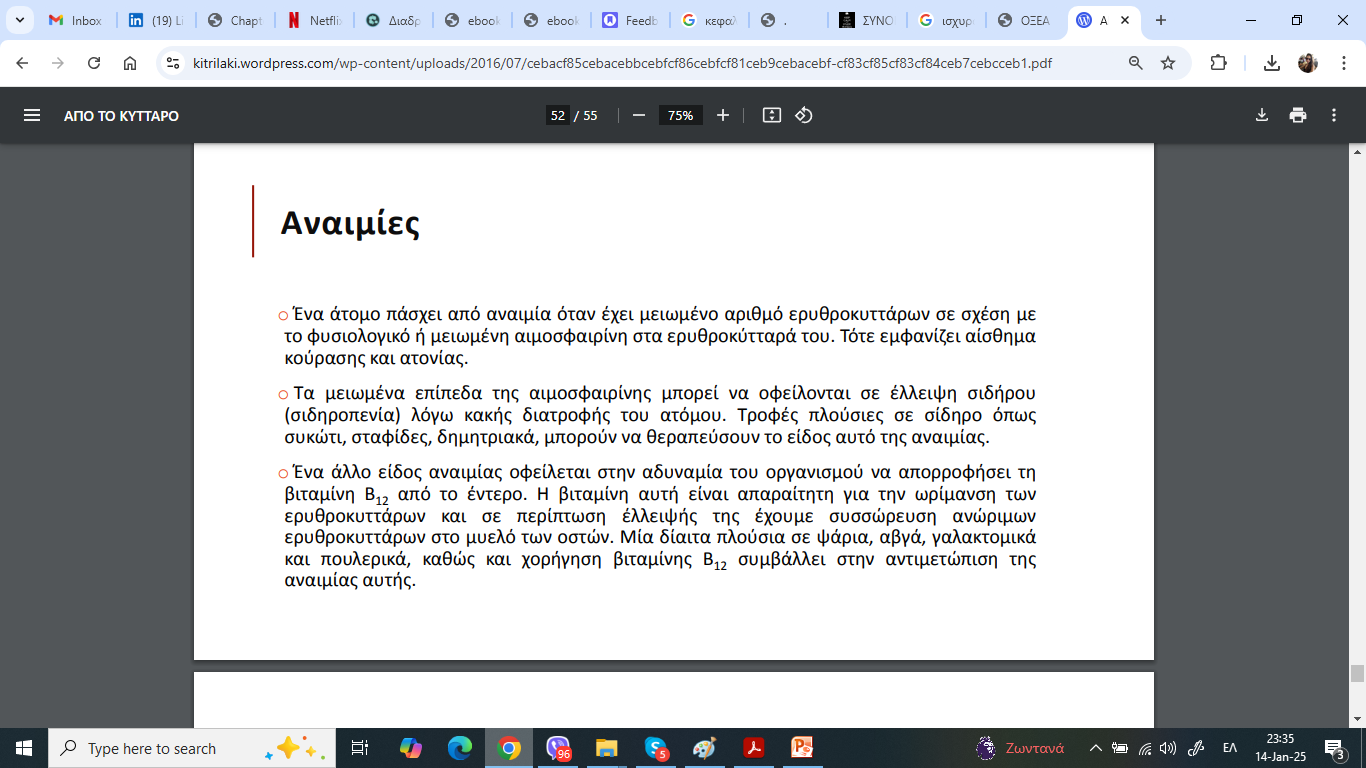 Inbox
(19) Li
Chapt
Netflix
Διαδρ
ebook
ebook
Feedb
κεφαλ
.
ΣΥΝΟ
ισχυρο
ΟΞΕΑ
Α
kitrilaki.wordpress.com/wp-content/uploads/2016/07/cebacf85cebacebbcebfcf86cebfcf81ceb9cebacebf-cf83cf85cf83cf84ceb7cebcceb1.pdf
ΑΠΟ ΤΟ ΚΥΤΤΑΡΟ
52 / 55
75%
Αναιμίες
Ένα άτομο πάσχει από αναιμία όταν έχει μειωμένο αριθμό ερυθροκυττάρων σε σχέση με
το φυσιολογικό ή μειωμένη αιμοσφαιρίνη στα ερυθροκύτταρά του. Τότε εμφανίζει αίσθημα
κούρασης και ατονίας.
Τα μειωμένα επίπεδα της αιμοσφαιρίνης μπορεί να οφείλονται σε έλλειψη σιδήρου
(σιδηροπενία) λόγω κακής διατροφής του ατόμου. Τροφές πλούσιες σε σίδηρο όπως
συκώτι, σταφίδες, δημητριακά, μπορούν να θεραπεύσουν το είδος αυτό της αναιμίας.
Ένα άλλο είδος αναιμίας οφείλεται στην αδυναμία του οργανισμού να απορροφήσει τη
βιταμίνη Β12 από το έντερο. Η βιταμίνη αυτή είναι απαραίτητη για την ωρίμανση των
ερυθροκυττάρων και σε περίπτωση έλλειψής της έχουμε συσσώρευση ανώριμων
ερυθροκυττάρων στο μυελό των οστών. Μία δίαιτα πλούσια σε ψάρια, αβγά, γαλακτομικά
και πουλερικά, καθώς και χορήγηση βιταμίνης Β12 συμβάλλει στην αντιμετώπιση της
αναιμίας αυτής.
Type here to search
96
5
Ζωντανά
ΕΛ
23:35
14-Jan-25
3